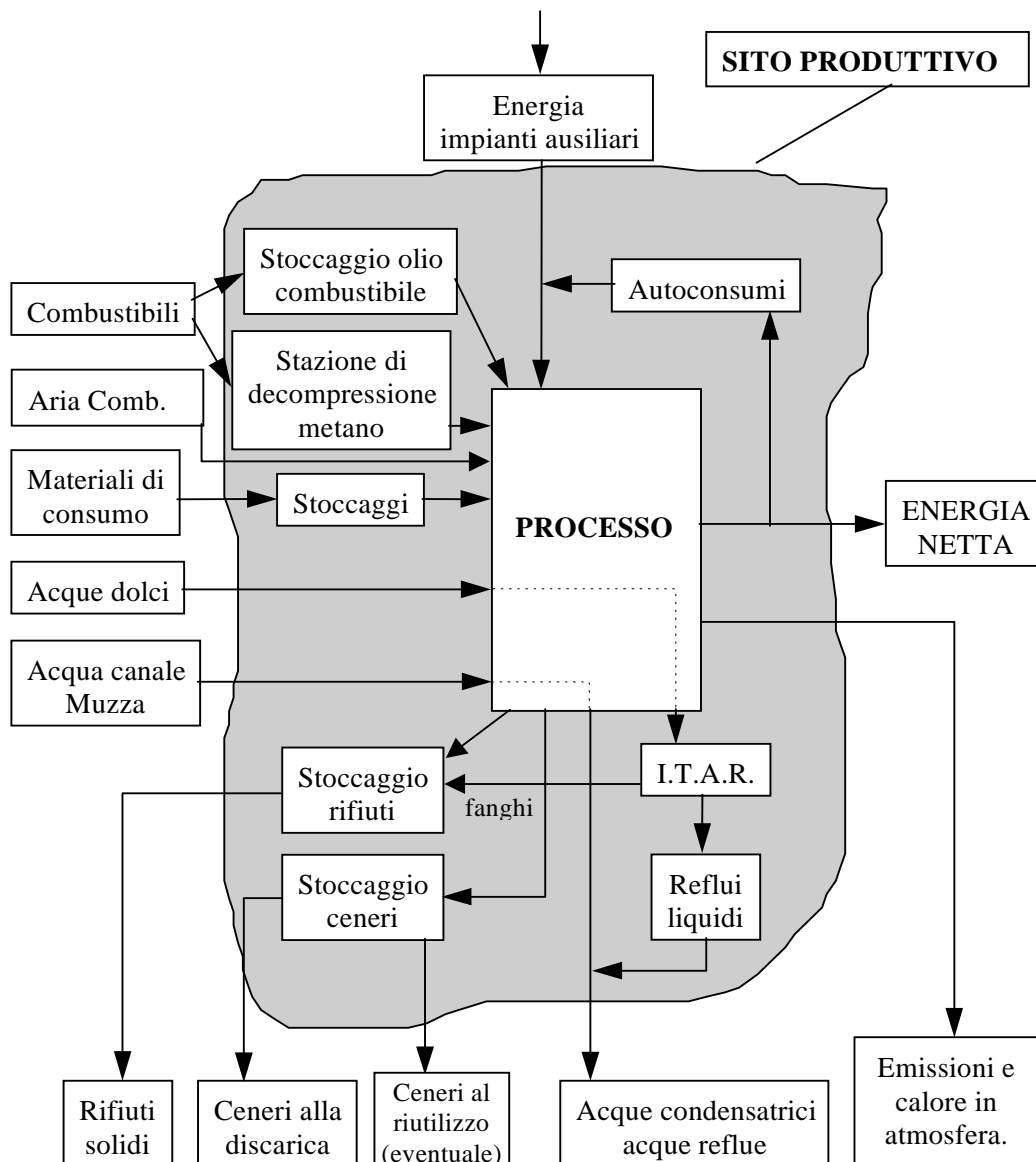 SITO PRODUTTIVO
Energia
impianti ausiliari
Stoccaggio olio
combustibile
Autoconsumi
Combustibili
Stazione di
decompressione
metano
Aria Comb.
Materiali di
consumo
Stoccaggi
PROCESSO
ENERGIA
NETTA
Acque dolci
Acqua canale
Muzza
Stoccaggio
rifiuti
fanghi
I.T.A.R.
Stoccaggio
ceneri
Reflui
liquidi
Rifiuti
solidi
Ceneri alla
discarica
Ceneri al
riutilizzo
(eventuale)
Acque condensatrici
acque reflue
Emissioni e
calore in
atmosfera.